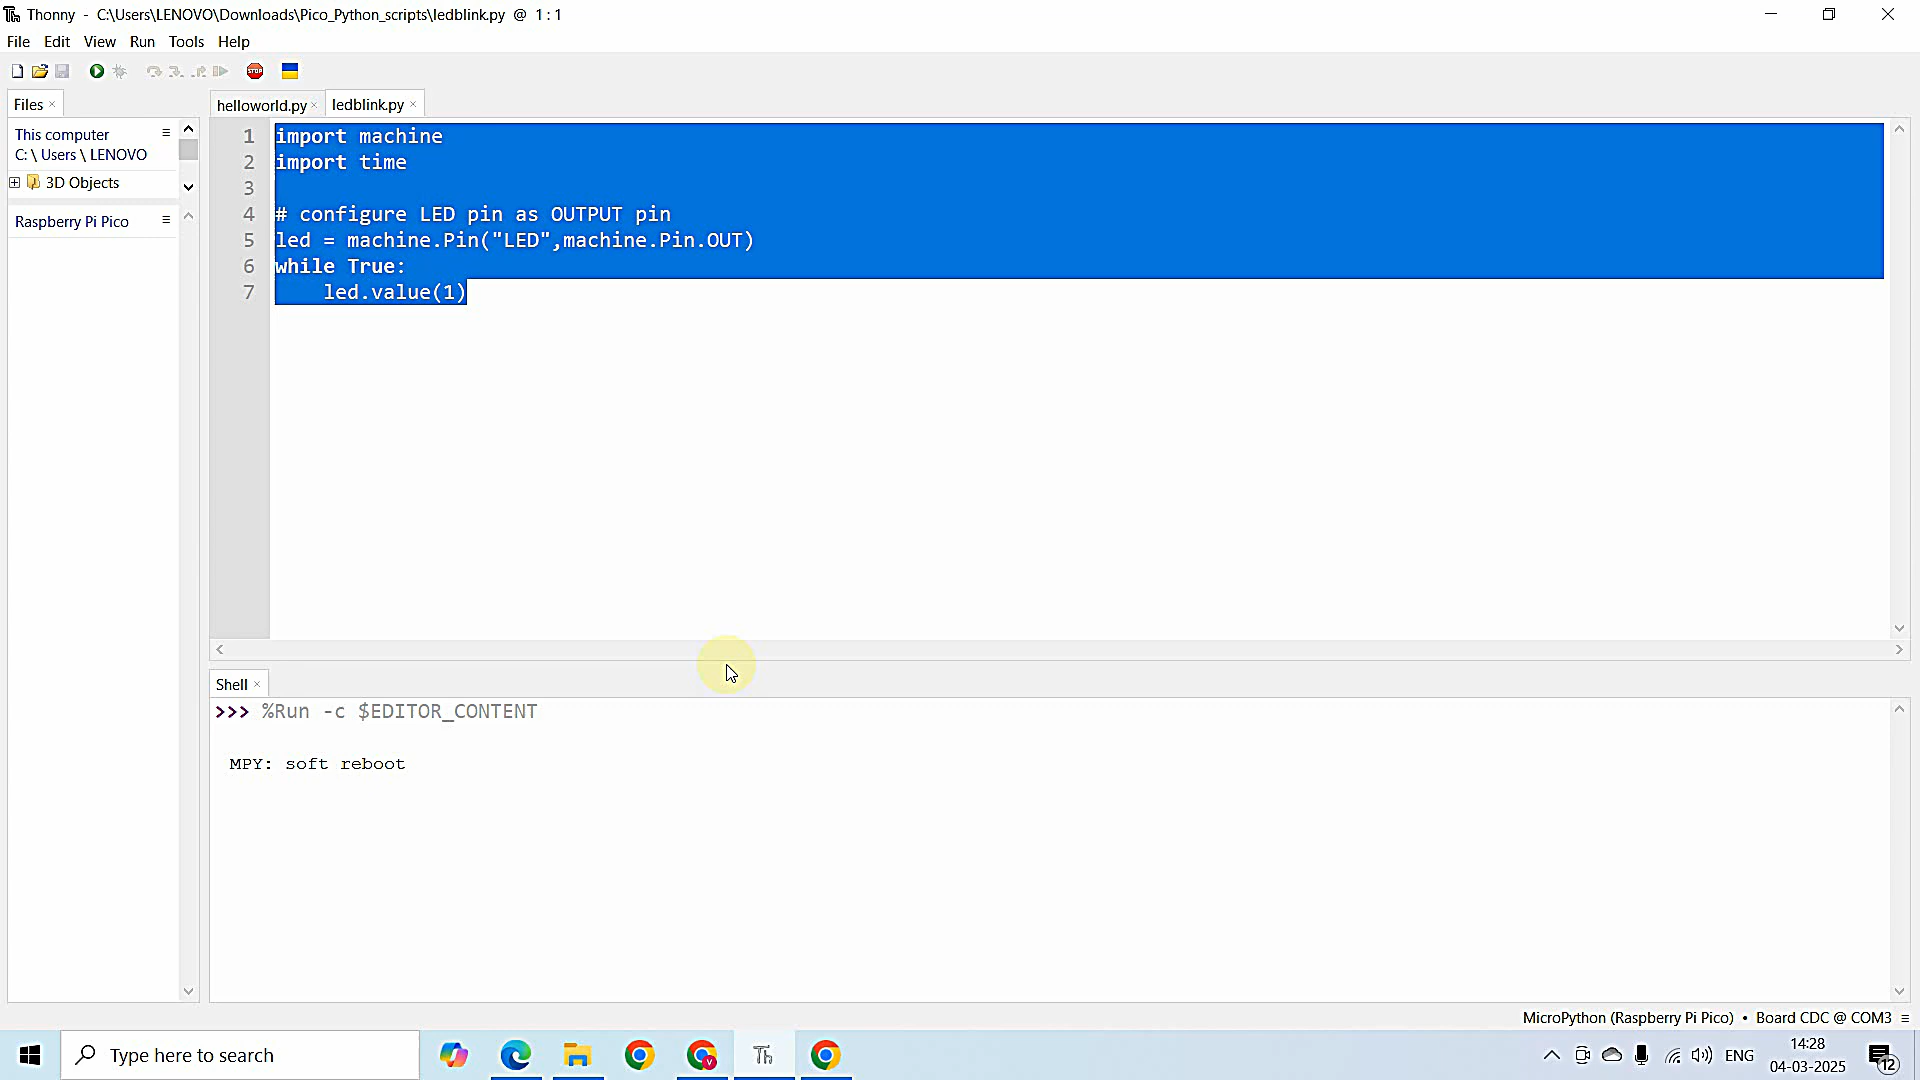 Thonny - C:\Users\LENOVO\Downloads\Pico_Python_scripts\ledblink.py @ 1:1
File Edit View Run Tools Help
STOP
Files
This computer
C: \ Users \ LENOVO
3D Objects
Raspberry Pi Pico
helloworld.py
ledblink.py
1 import machine
2 import time
3
4 # configure LED pin as OUTPUT pin
5 led = machine.Pin("LED",machine.Pin.OUT)
6 while True:
7 led.value(1)
Shell
>>> %Run -c $EDITOR_CONTENT
MPY: soft reboot
MicroPython (Raspberry Pi Pico) • Board CDC @ COM3
Type here to search
Th
ENG
14:28
04-03-2025
12